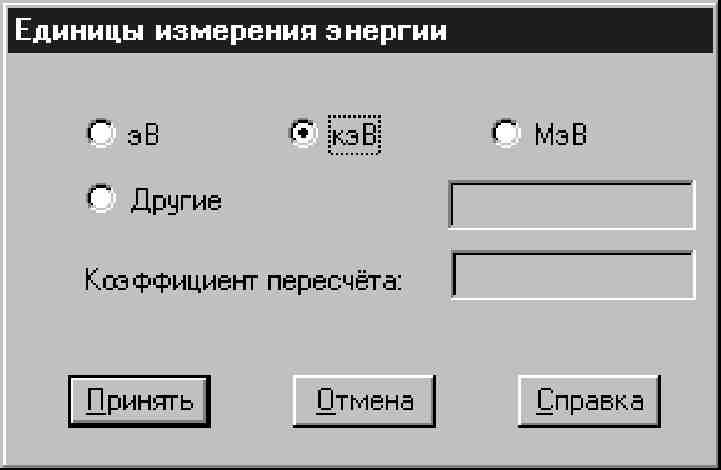 Единицы измерения энергии
эВ кэВ МэВ
Другие
Коэффициент пересчёта:
Принять Отмена Справка